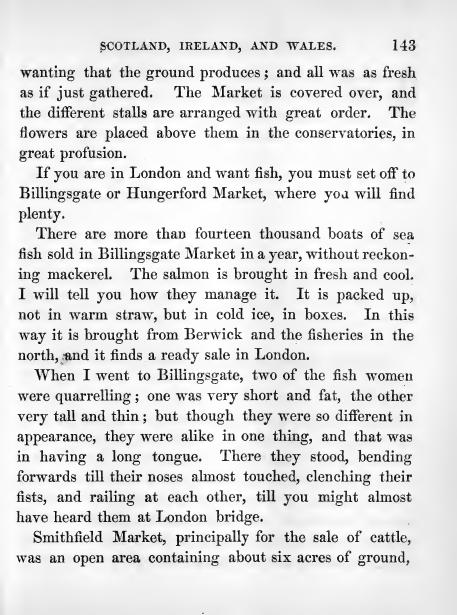 SCOTLAND, IRELAND, AND WALES. 143
wanting that the ground produces; and all was as fresh
as if just gathered. The Market is covered over, and
the different stalls are arranged with great order. The
flowers are placed above them in the conservatories, in
great profusion.
If you are in London and want fish, you must set off to
Billingsgate or Hungerford Market, where you will find
plenty.
There are more than fourteen thousand boats of sea
fish sold in Billingsgate Market in a year, without reckon-
ing mackerel. The salmon is brought in fresh and cool.
I will tell you how they manage it. It is packed up,
not in warm straw, but in cold ice, in boxes. In this
way it is brought from Berwick and the fisheries in the
north, and it finds a ready sale in London.
When I went to Billingsgate, two of the fish women
were quarrelling; one was very short and fat, the other
very tall and thin; but though they were so different in
appearance, they were alike in one thing, and that was
in having a long tongue. There they stood, bending
forwards till their noses almost touched, clenching their
fists, and railing at each other, till you might almost
have heard them at London bridge.
Smithfield Market, principally for the sale of cattle,
was an open area containing about six acres of ground,